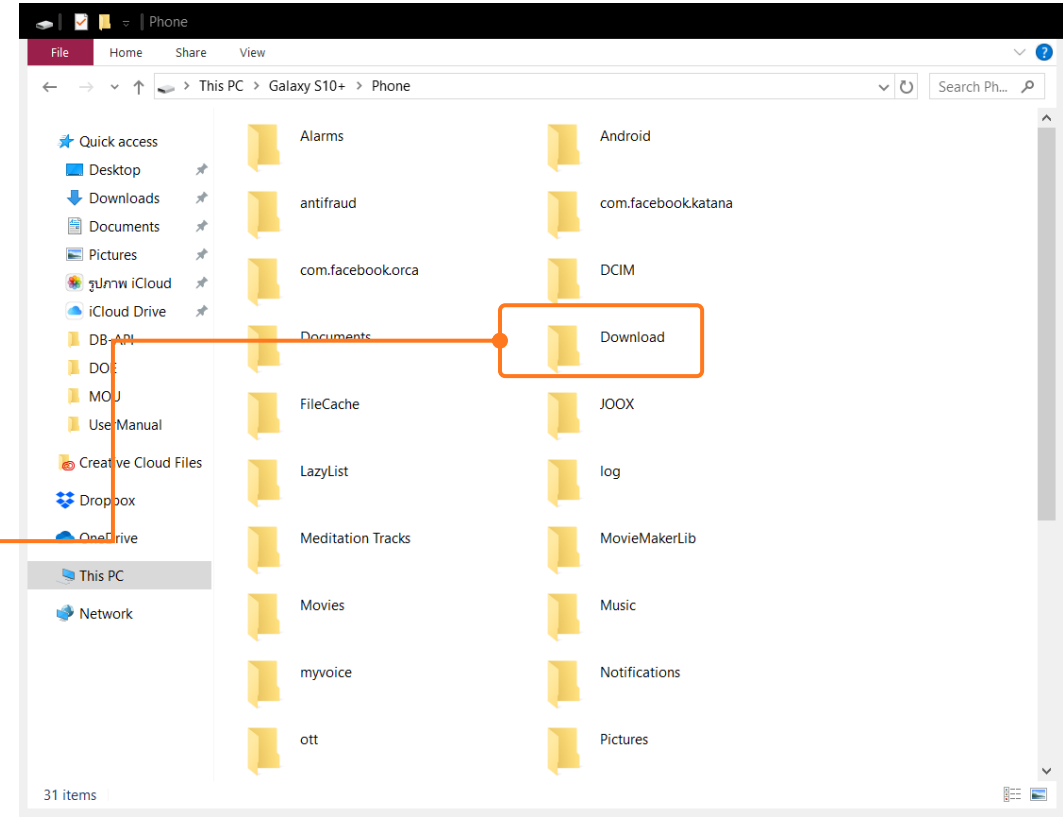 Phone
File Home Share View
This PC > Galaxy S10+ > Phone
Search Ph...
Quick access
Desktop
Downloads
Documents
Pictures
รูปภาพ iCloud
iCloud Drive
DB-API
DOE
MOU
UserManual
Creative Cloud Files
Dropbox
OneDrive
This PC
Network
Alarms Android
antifraud com.facebook.katana
com.facebook.orca DCIM
Documents Download
FileCache JOOX
LazyList log
Meditation Tracks MovieMakerLib
Movies Music
myvoice Notifications
ott Pictures
31 items